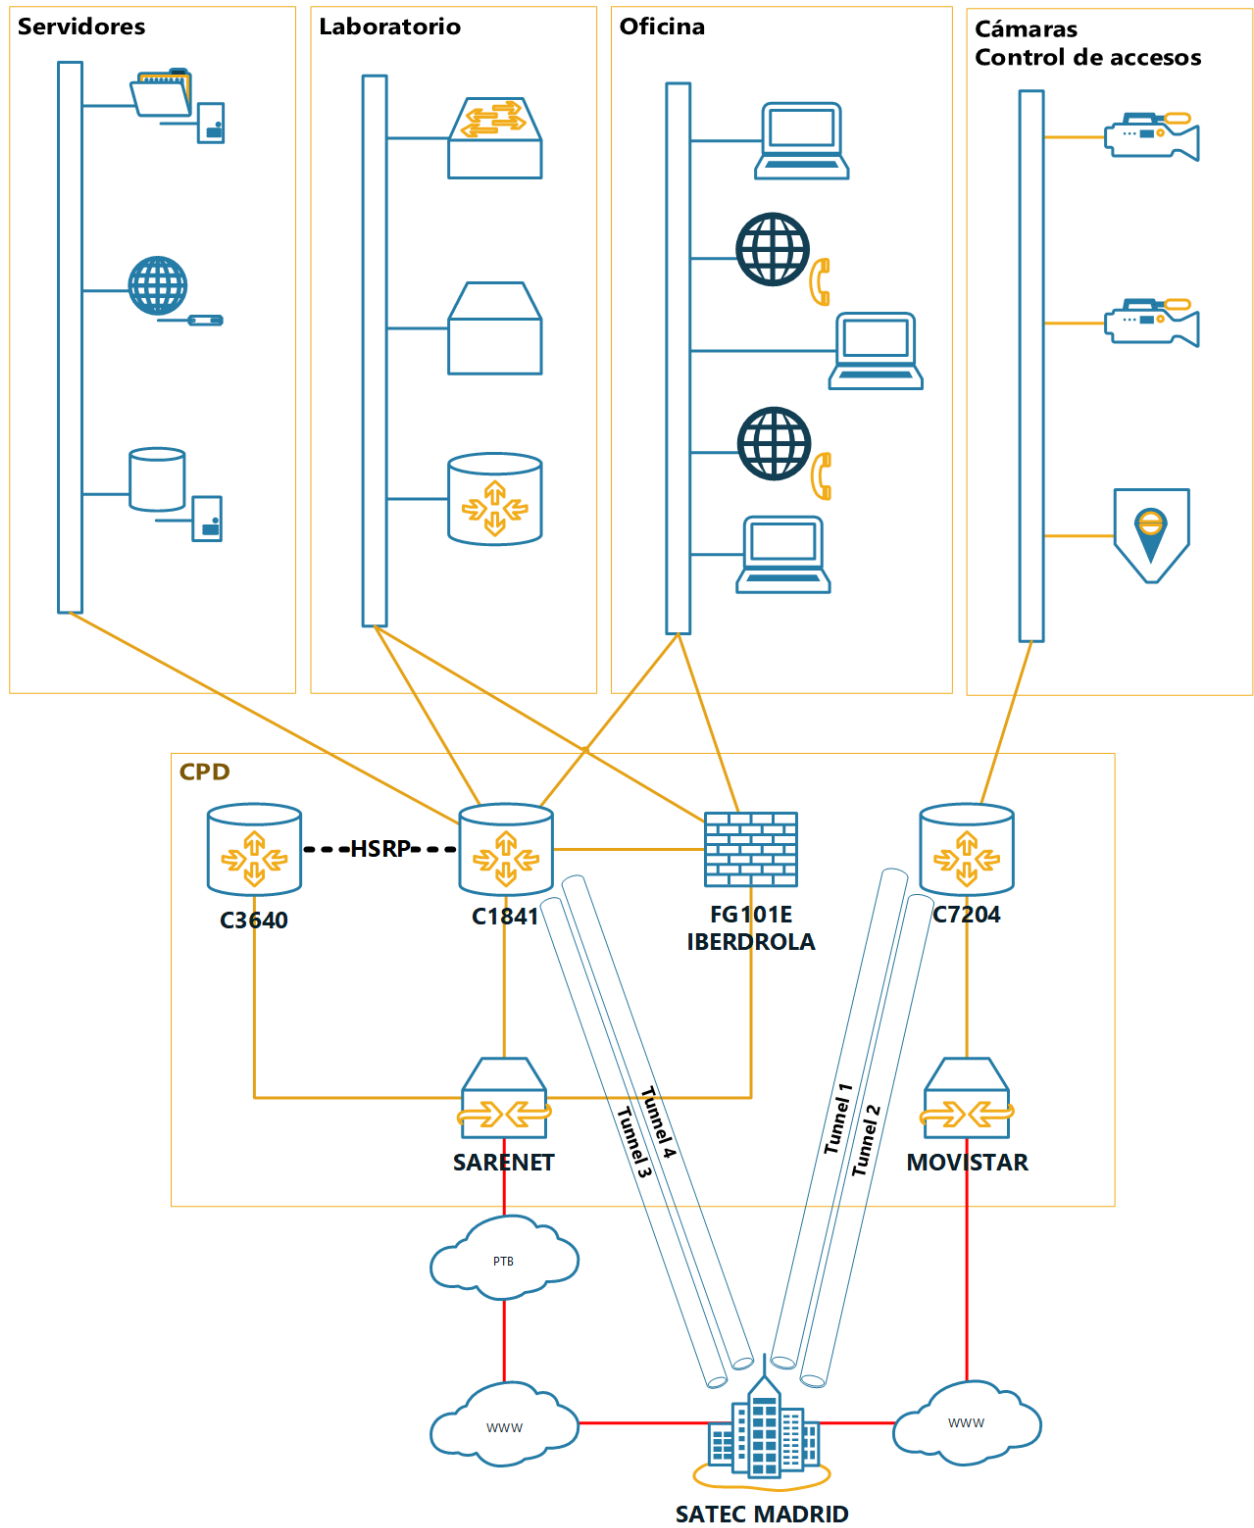 Servidores
Laboratorio
Oficina
Cámaras
Control de accesos
CPD
HSRP
C3640
C1841
FG101E
IBERDROLA
C7204
Tunnel 4
Tunnel 3
Tunnel 1
Tunnel 2
SARENET
MOVISTAR
PTB
WWW
WWW
SATEC MADRID